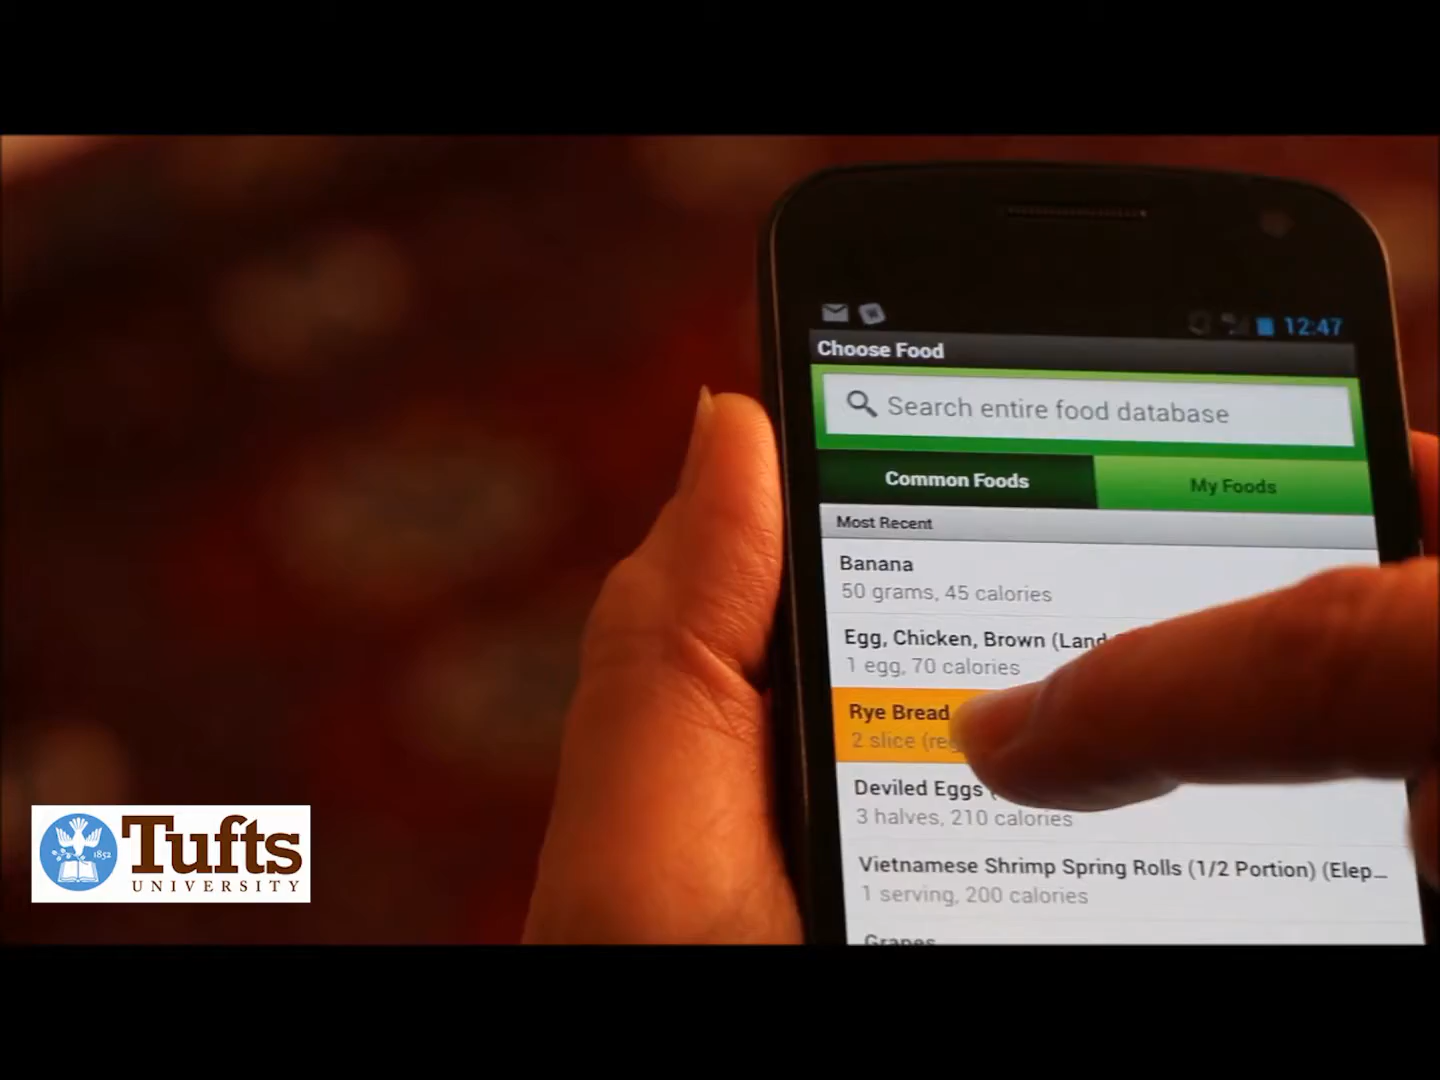 12:47
Choose Food
Search entire food database
Common Foods
My Foods
Most Recent
Banana
50 grams, 45 calories
Egg, Chicken, Brown (Land
1 egg, 70 calories
Rye Bread
2 slice (reg
Deviled Eggs (
3 halves, 210 calories
Vietnamese Shrimp Spring Rolls (1/2 Portion) (Elep...
1 serving, 200 calories
Grapes
1852
Tufts
UNIVERSITY